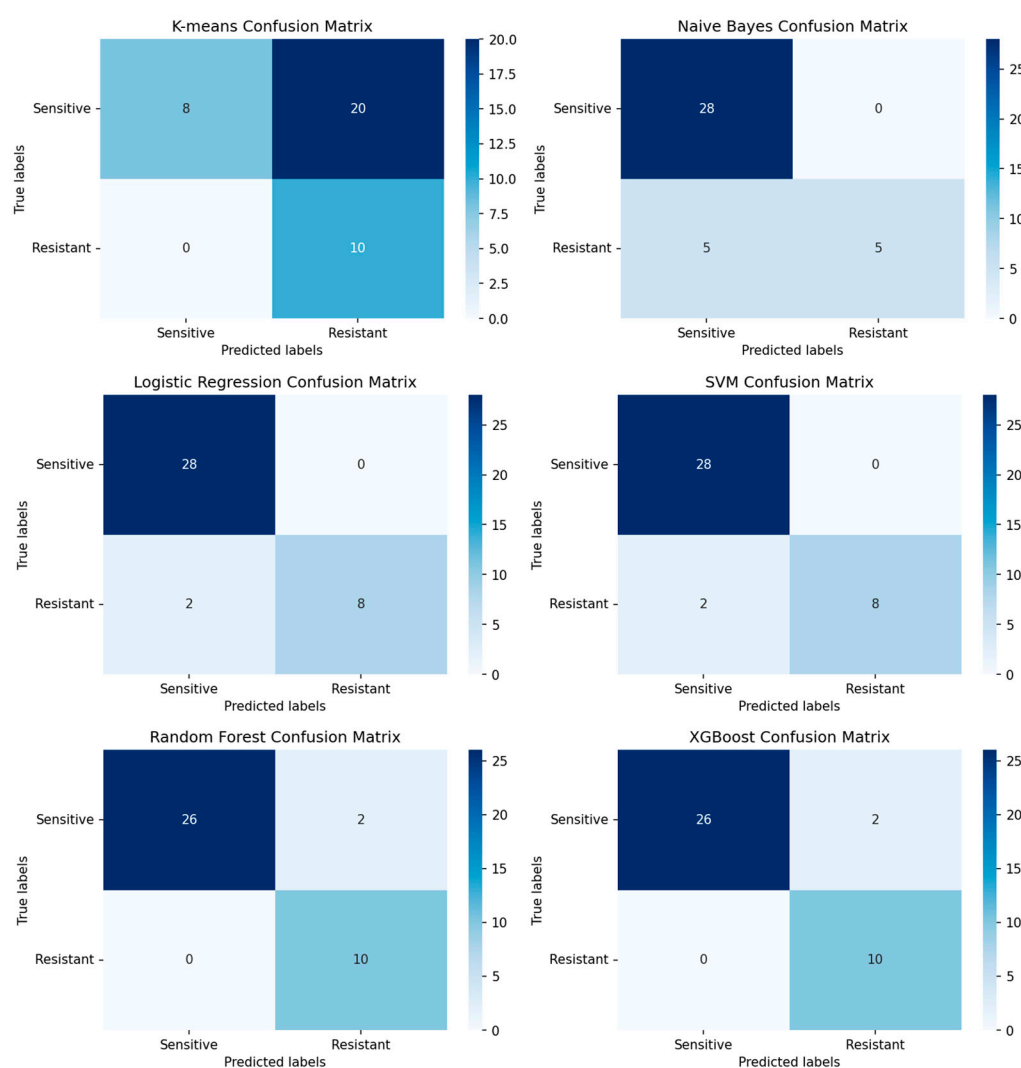 K-means Confusion Matrix
Sensitive
Resistant
True labels
8
20
0
10
Sensitive
Resistant
Predicted labels
20.0
17.5
15.0
12.5
10.0
7.5
5.0
2.5
0.0
Naive Bayes Confusion Matrix
Sensitive
Resistant
True labels
28
0
5
5
Sensitive
Resistant
Predicted labels
25
20
15
10
5
0
Logistic Regression Confusion Matrix
Sensitive
Resistant
True labels
28
0
2
8
Sensitive
Resistant
Predicted labels
25
20
15
10
5
0
SVM Confusion Matrix
Sensitive
Resistant
True labels
28
0
2
8
Sensitive
Resistant
Predicted labels
25
20
15
10
5
0
Random Forest Confusion Matrix
Sensitive
Resistant
True labels
26
2
0
10
Sensitive
Resistant
Predicted labels
25
20
15
10
5
0
XGBoost Confusion Matrix
Sensitive
Resistant
True labels
26
2
0
10
Sensitive
Resistant
Predicted labels
25
20
15
10
5
0